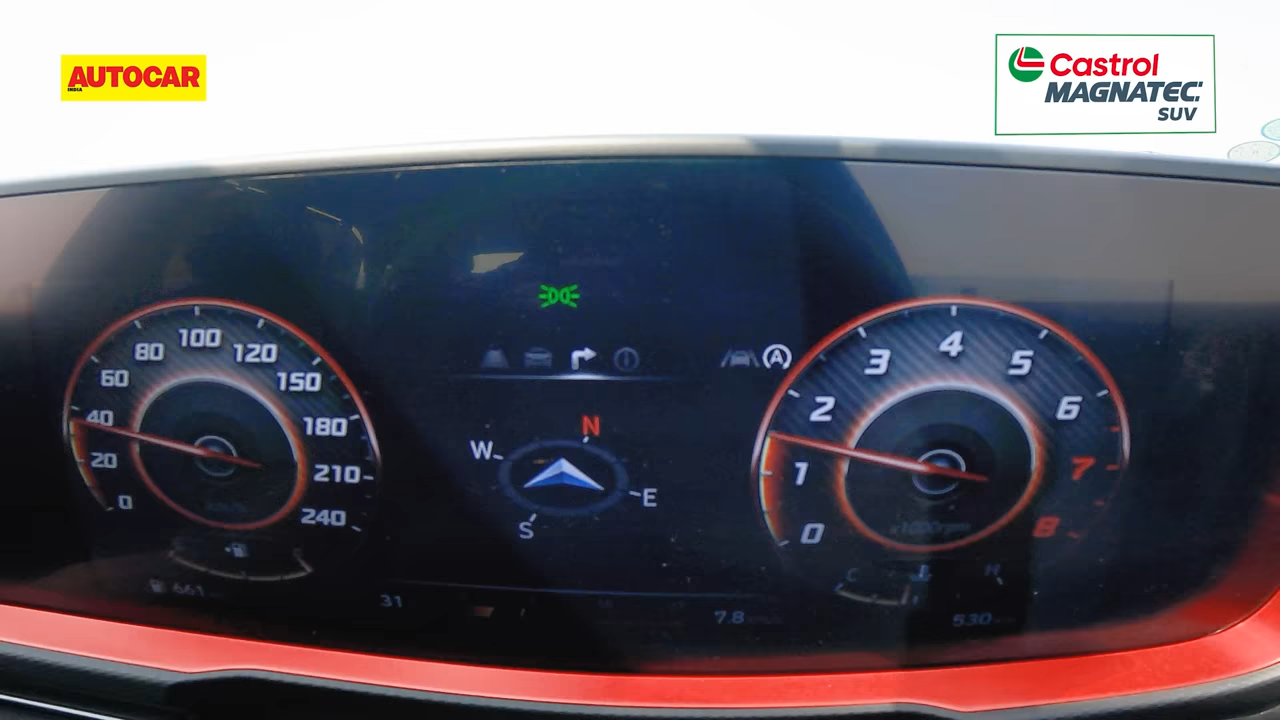 AUTOCAR
INDIA
Castrol
MAGNATEC
SUV
0
20
40
60
80
100
120
150
180
210
240
N
W
E
S
A
0
1
2
3
4
5
6
7
8
x1000rpm
C
H
661
31
7.8
530